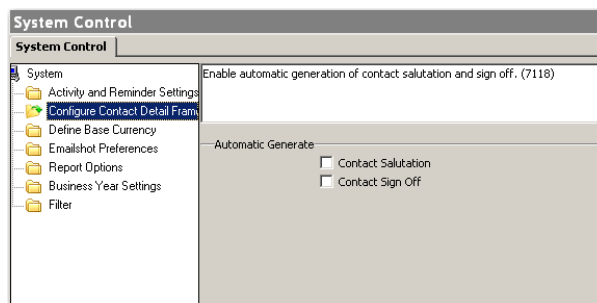 System Control
System Control
System
Activity and Reminder Settings
Configure Contact Detail
Define Base Currency
Emailshot Preferences
Report Options
Business Year Settings
Filter
Enable automatic generation of contact salutation and sign off. (7118)
Automatic Generate
Contact Salutation
Contact Sign Off